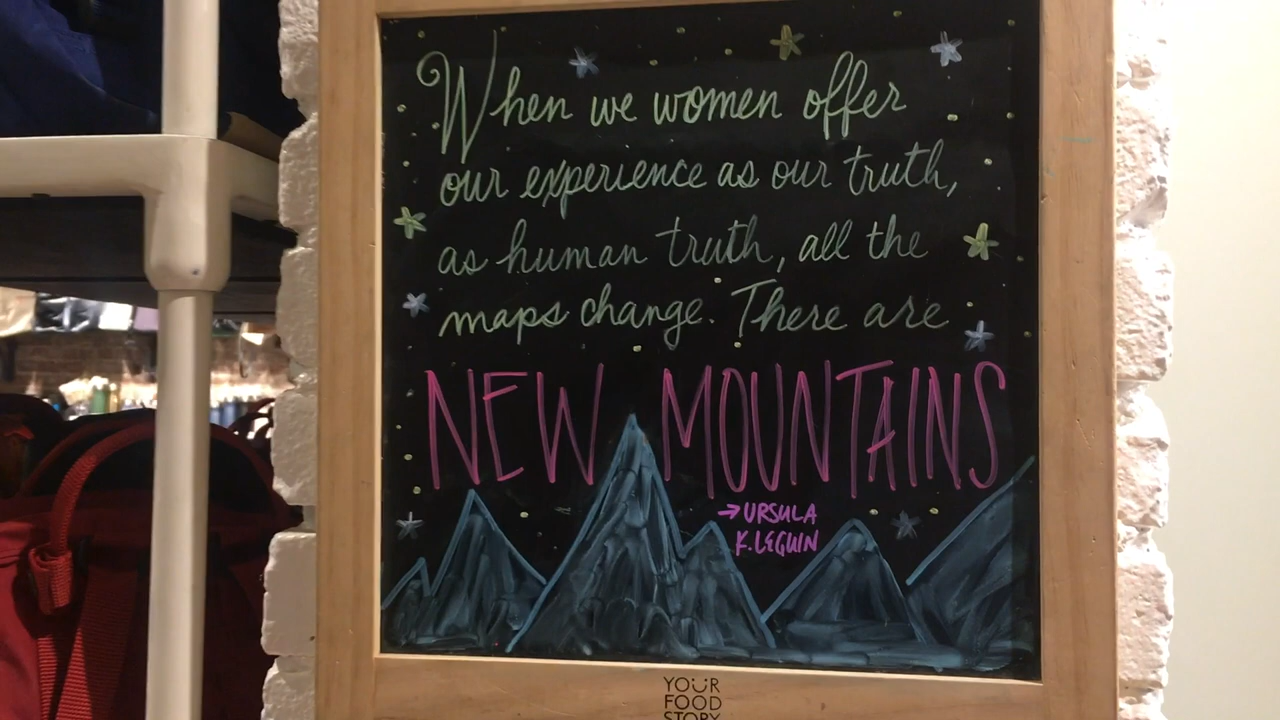 When we women offer
our experience as our truth,
as human truth, all the
maps change. There are
NEW MOUNTAINS
→ URSULA
K. LEGUIN
YOUR
FOOD
STORY